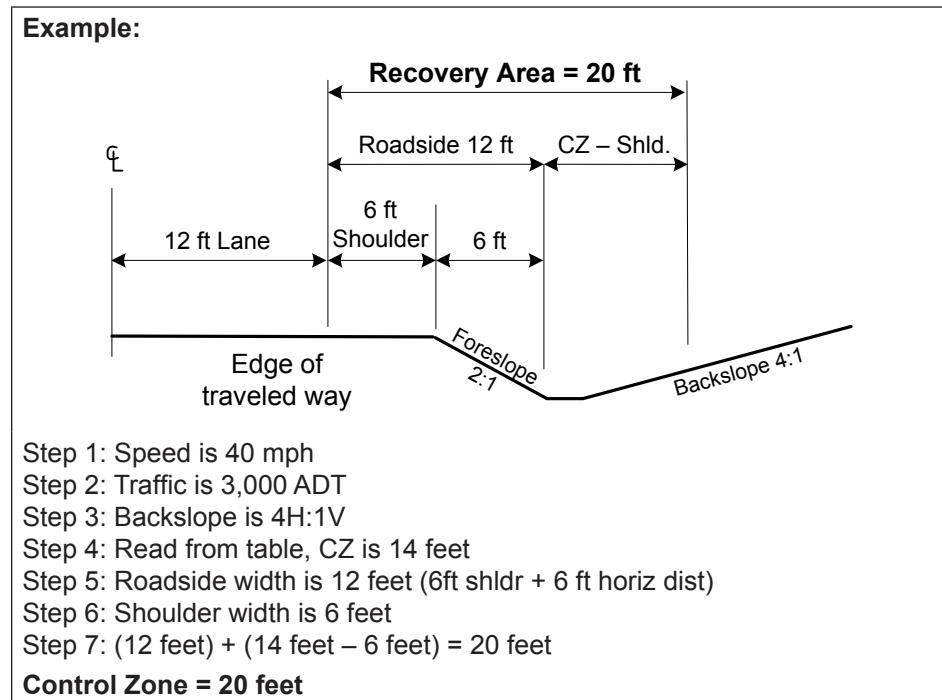 Example:
Recovery Area = 20 ft
Roadside 12 ft
CZ – Shld.
℄
6 ft
Shoulder
12 ft Lane
6 ft
Edge of
traveled way
Foreslope
2:1
Backslope 4:1
Step 1: Speed is 40 mph
Step 2: Traffic is 3,000 ADT
Step 3: Backslope is 4H:1V
Step 4: Read from table, CZ is 14 feet
Step 5: Roadside width is 12 feet (6ft shldr + 6 ft horiz dist)
Step 6: Shoulder width is 6 feet
Step 7: (12 feet) + (14 feet – 6 feet) = 20 feet
Control Zone = 20 feet